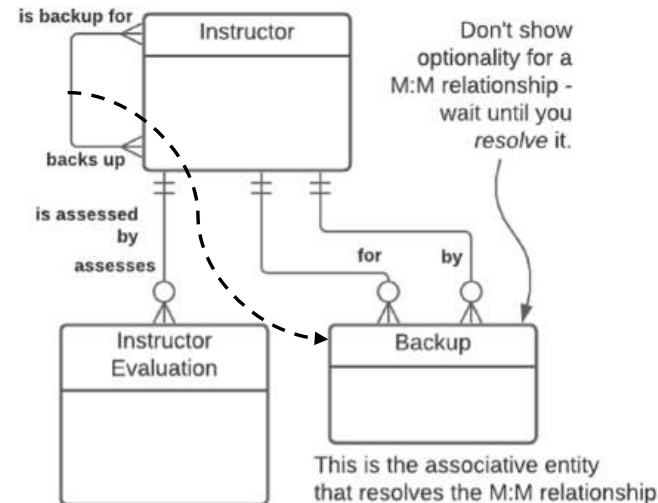 is backup for
Instructor
Don't show
optionality for a
M:M relationship -
wait until you
resolve it.
backs up
is assessed
by
assesses
for
by
Instructor
Evaluation
Backup
This is the associative entity
that resolves the M:M relationship